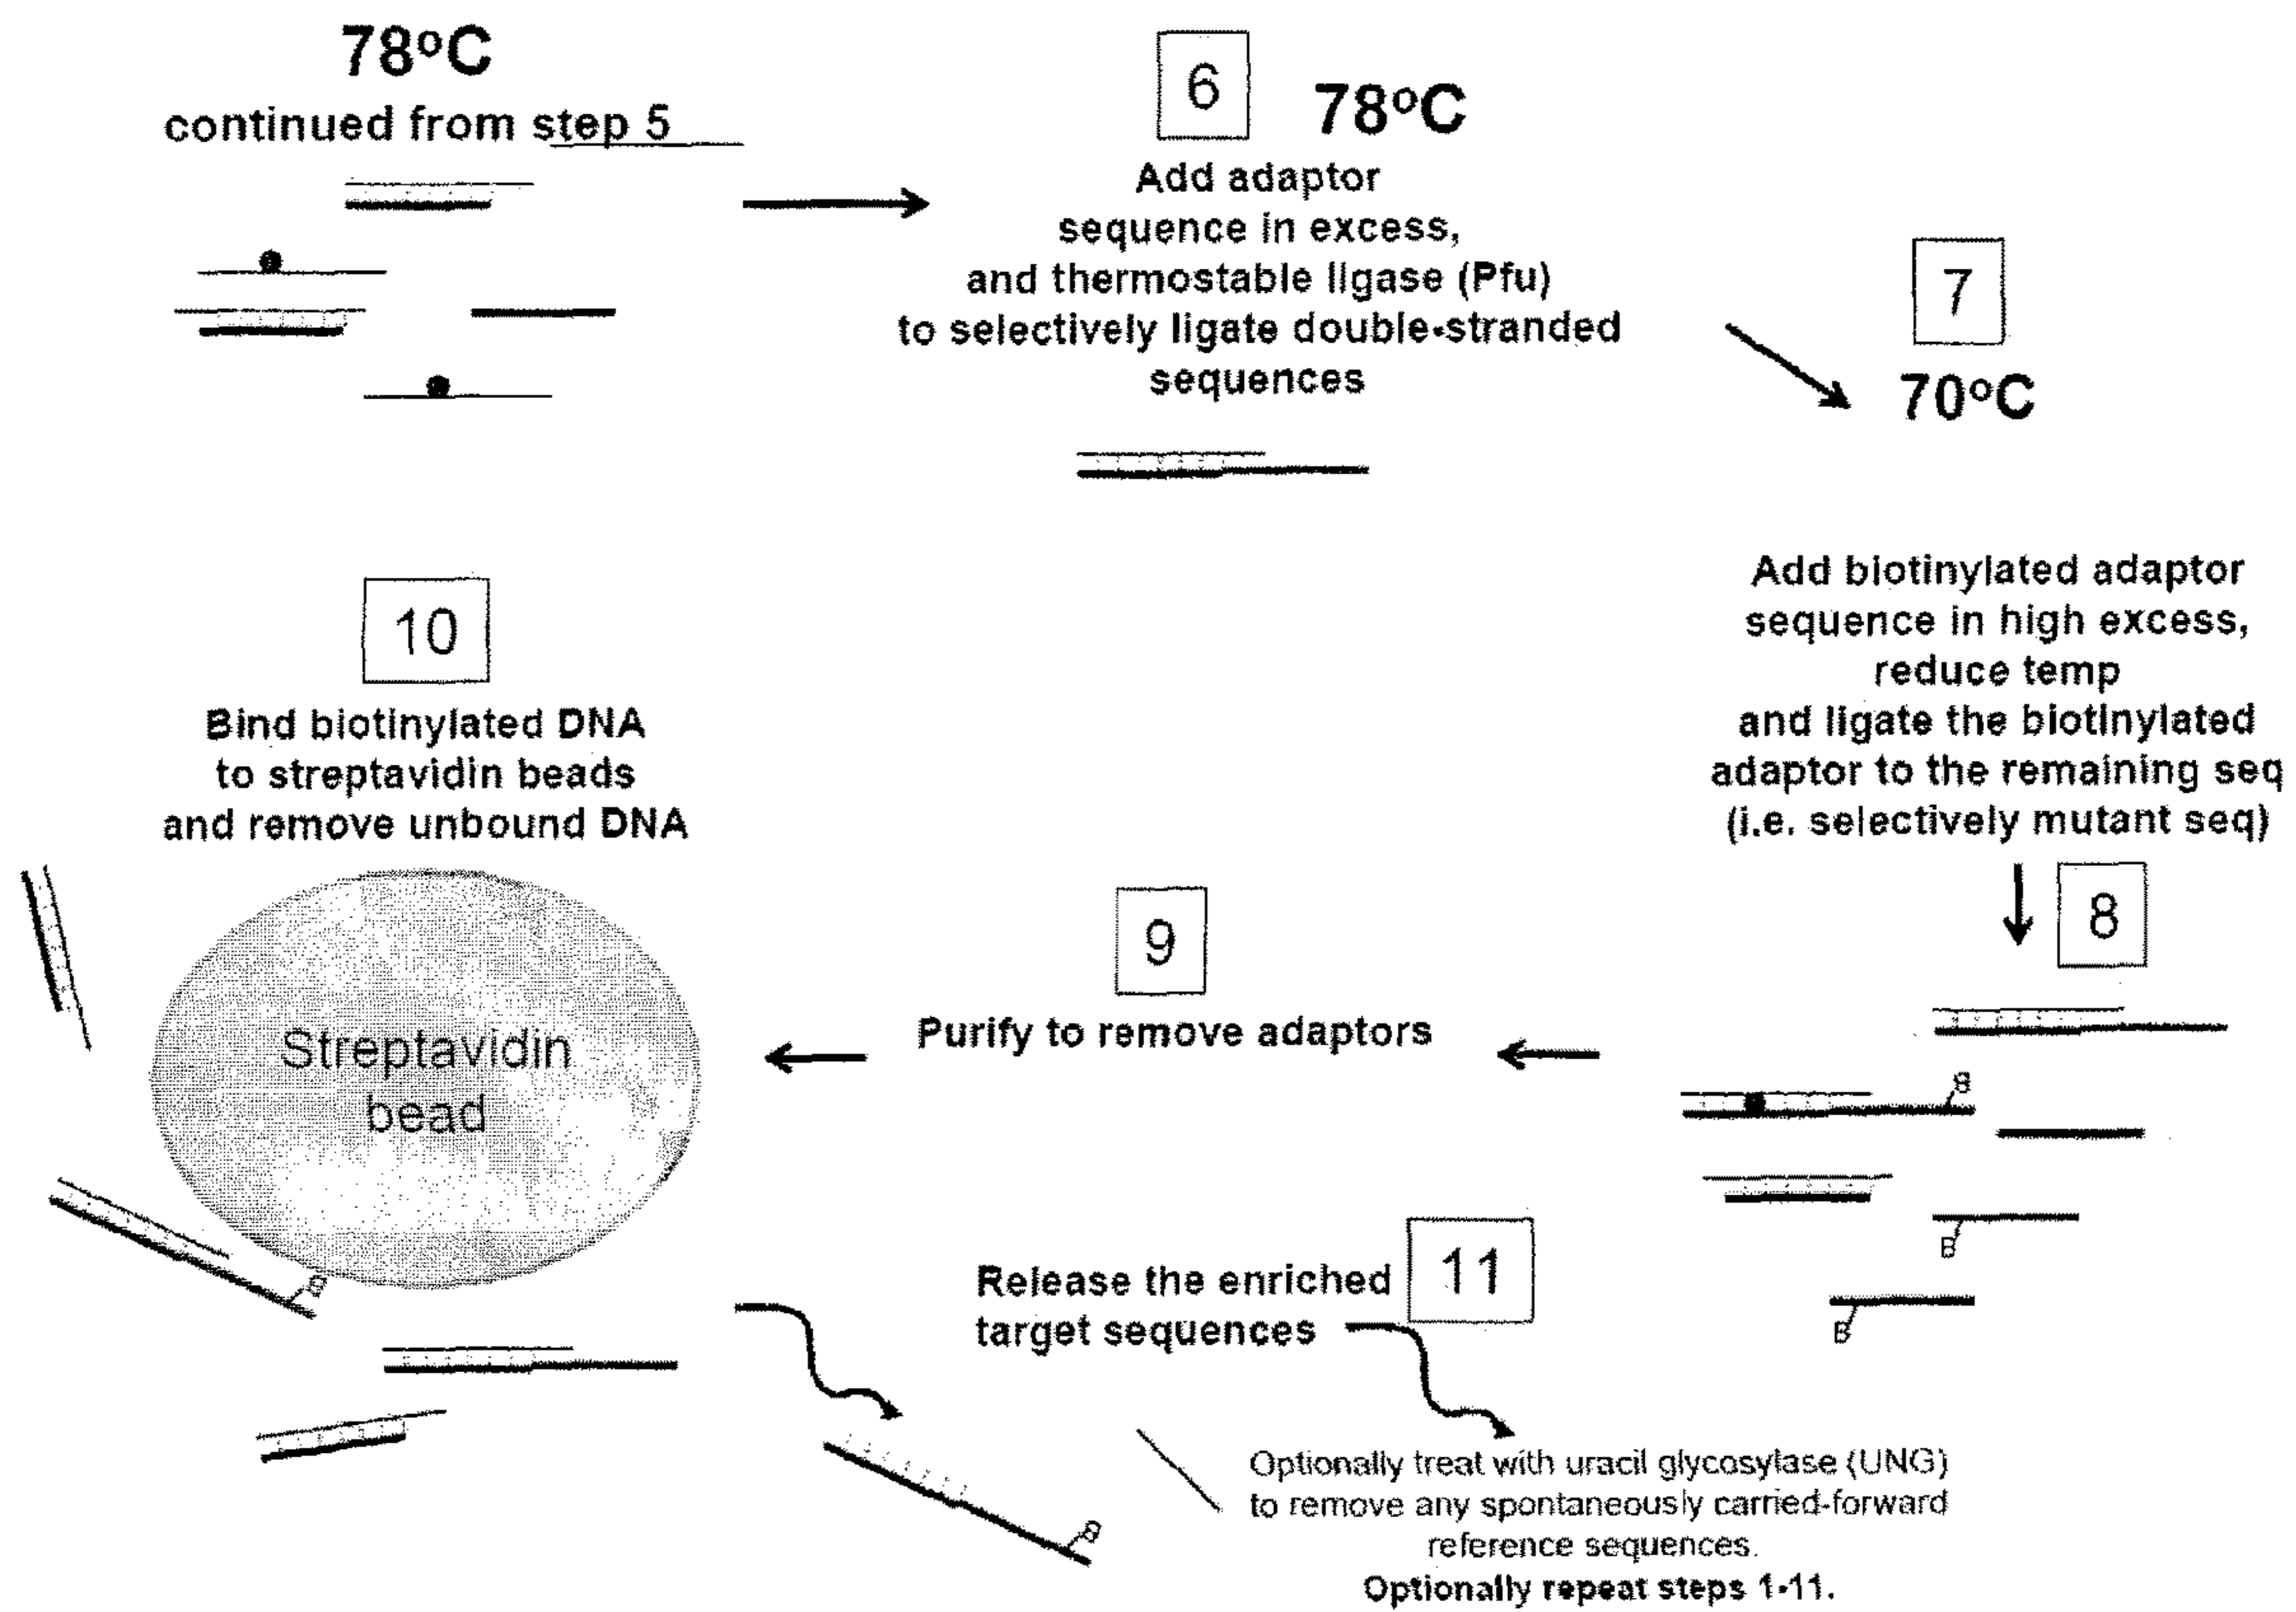 78°C
continued from step 5
6
78°C
Add adaptor
sequence in excess,
and thermostable ligase (Pfu)
to selectively ligate double-stranded
sequences
7
70°C
Add biotinylated adaptor
sequence in high excess,
reduce temp
and ligate the biotinylated
adaptor to the remaining seq
(i.e. selectively mutant seq)
8
B
B
B
9
Purify to remove adaptors
10
Bind biotinylated DNA
to streptavidin beads
and remove unbound DNA
Streptavidin
bead
B
11
Release the enriched
target sequences
B
Optionally treat with uracil glycosylase (UNG)
to remove any spontaneously carried-forward
reference sequences.
Optionally repeat steps 1-11.